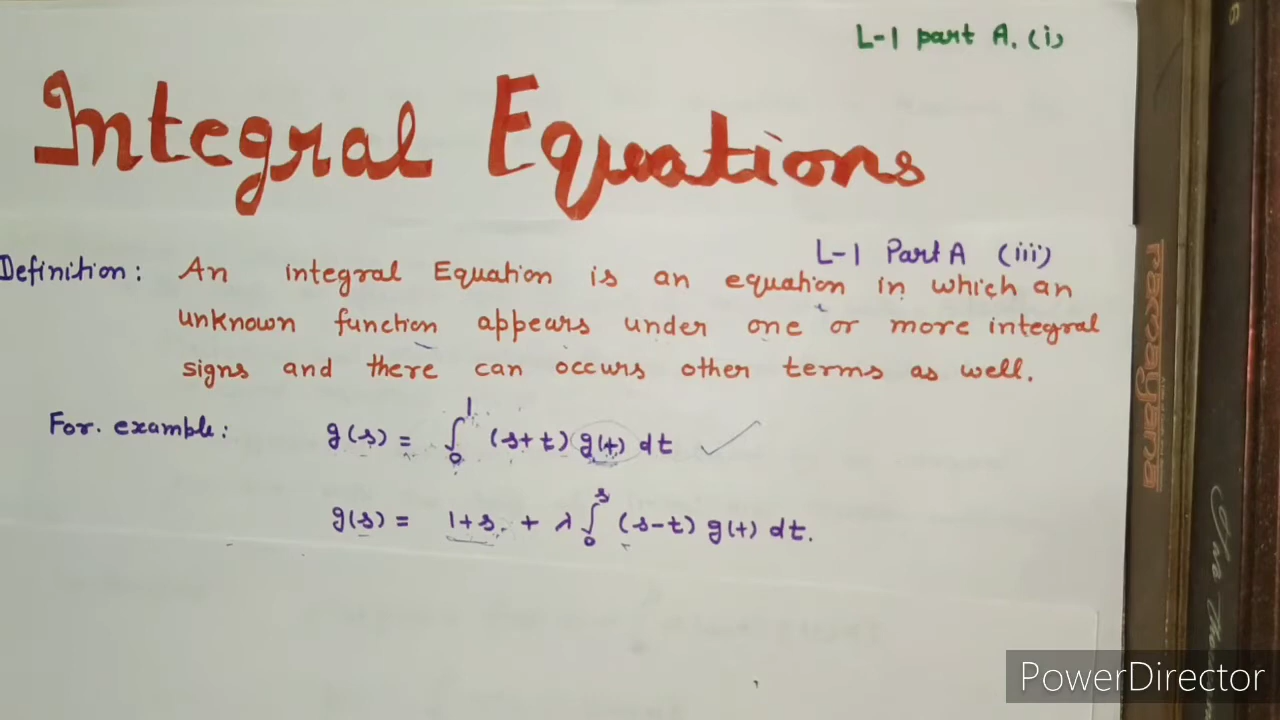 L-1 part A. (i)
Integral Equations
L-1 Part A (iii)
Definition: An integral Equation is an equation in which an
unknown function appears under one or more integral
signs and there can occurs other terms as well.
For. example: g(s) = ∫₀¹ (s+t) g(t) dt ✓
g(s) = 1+s + λ∫₀ˢ (s-t) g(t) dt.
PowerDirector